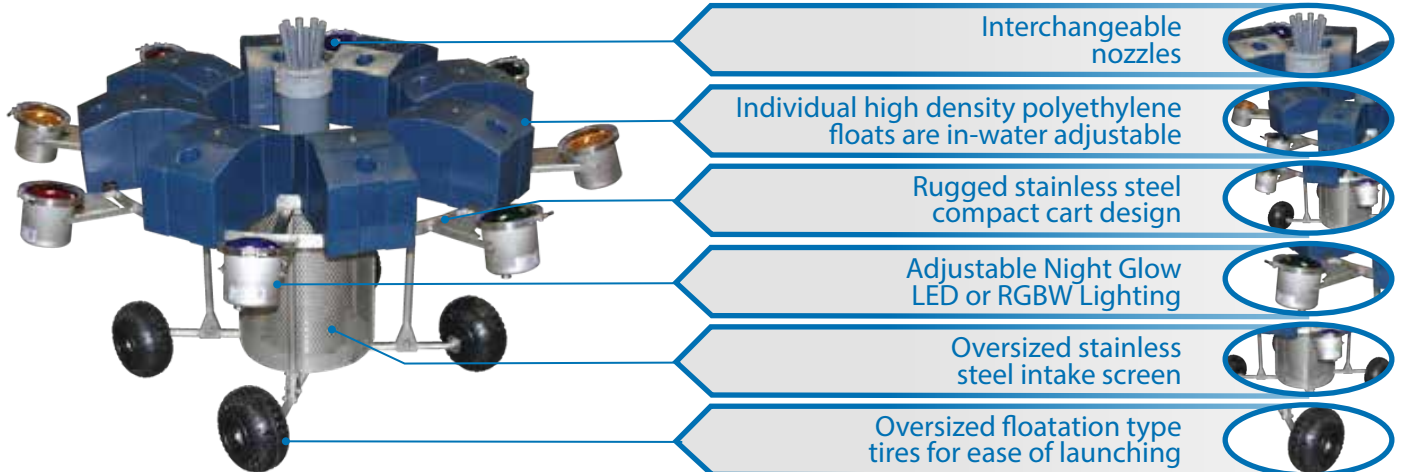 Interchangeable
nozzles
Individual high density polyethylene
floats are in-water adjustable
Rugged stainless steel
compact cart design
Adjustable Night Glow
LED or RGBW Lighting
Oversized stainless
steel intake screen
Oversized floatation type
tires for ease of launching